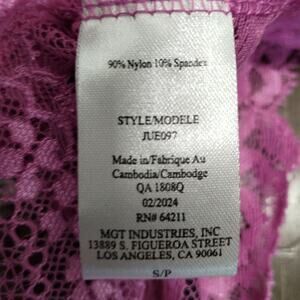 90% Nylon 10% Spandex
STYLE/MODELE
JUE097
Made in/Fabrique Au
Cambodia/Cambodge
QA 1808Q
02/2024
RN# 64211
MGT INDUSTRIES, INC
13889 S. FIGUEROA STREET
LOS ANGELES, CA 90061
S/P